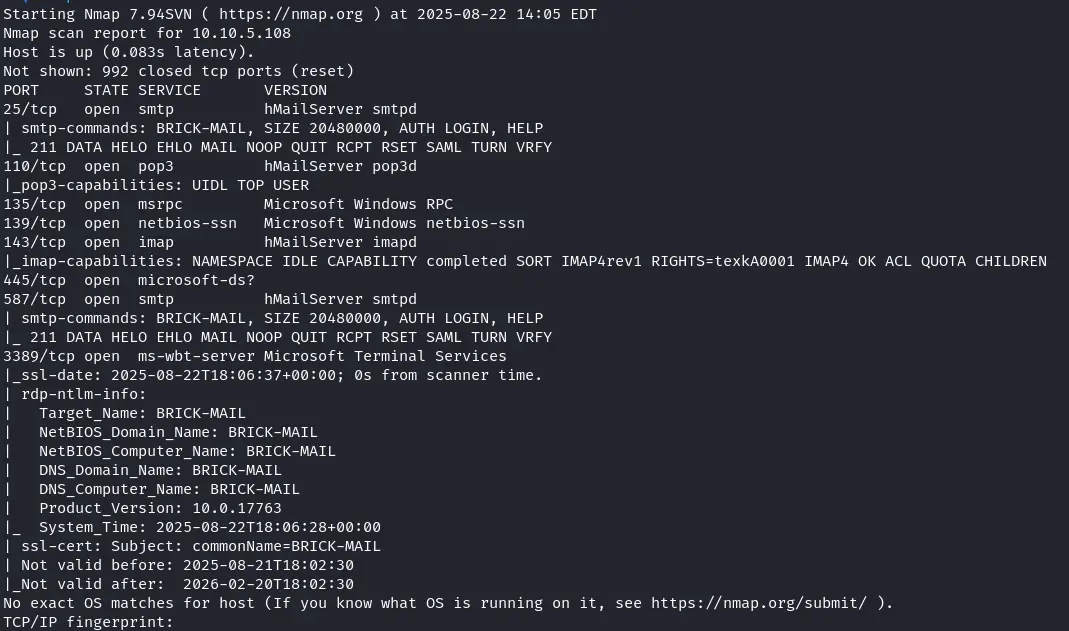 Starting Nmap 7.94SVN ( https://nmap.org ) at 2025-08-22 14:05 EDT
Nmap scan report for 10.10.5.108
Host is up (0.083s latency).
Not shown: 992 closed tcp ports (reset)
PORT     STATE SERVICE       VERSION
25/tcp   open  smtp          hMailServer smtpd
| smtp-commands: BRICK-MAIL, SIZE 20480000, AUTH LOGIN, HELP
|_ 211 DATA HELO EHLO MAIL NOOP QUIT RCPT RSET SAML TURN VRFY
110/tcp  open  pop3          hMailServer pop3d
|_pop3-capabilities: UIDL TOP USER
135/tcp  open  msrpc         Microsoft Windows RPC
139/tcp  open  netbios-ssn   Microsoft Windows netbios-ssn
143/tcp  open  imap          hMailServer imapd
|_imap-capabilities: NAMESPACE IDLE CAPABILITY completed SORT IMAP4rev1 RIGHTS=texkA0001 IMAP4 OK ACL QUOTA CHILDREN
445/tcp  open  microsoft-ds?
587/tcp  open  smtp          hMailServer smtpd
| smtp-commands: BRICK-MAIL, SIZE 20480000, AUTH LOGIN, HELP
|_ 211 DATA HELO EHLO MAIL NOOP QUIT RCPT RSET SAML TURN VRFY
3389/tcp open  ms-wbt-server Microsoft Terminal Services
|_ssl-date: 2025-08-22T18:06:37+00:00; 0s from scanner time.
| rdp-ntlm-info:
|   Target_Name: BRICK-MAIL
|   NetBIOS_Domain_Name: BRICK-MAIL
|   NetBIOS_Computer_Name: BRICK-MAIL
|   DNS_Domain_Name: BRICK-MAIL
|   DNS_Computer_Name: BRICK-MAIL
|   Product_Version: 10.0.17763
|_  System_Time: 2025-08-22T18:06:28+00:00
| ssl-cert: Subject: commonName=BRICK-MAIL
| Not valid before: 2025-08-21T18:02:30
|_Not valid after:  2026-02-20T18:02:30
No exact OS matches for host (If you know what OS is running on it, see https://nmap.org/submit/ ).
TCP/IP fingerprint: